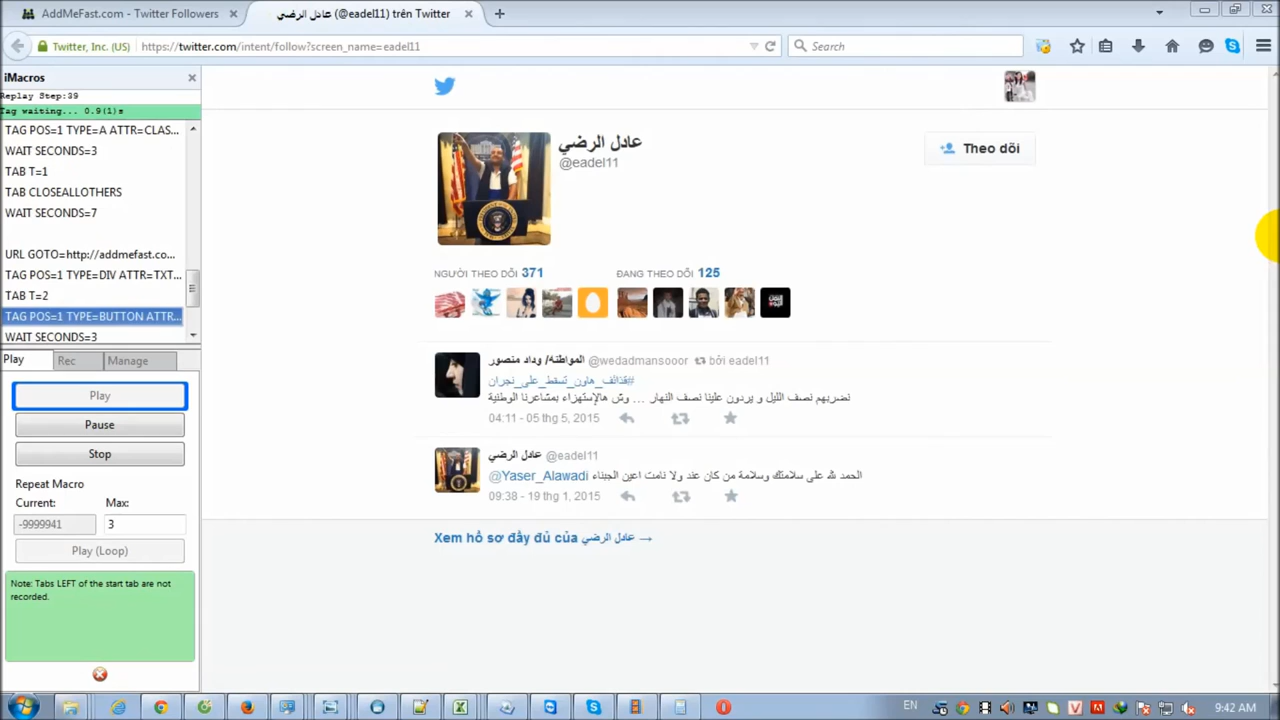 AddMeFast.com - Twitter Followers
عادل الرضي (@eadel11) trên Twitter
Twitter, Inc. (US)
https://twitter.com/intent/follow?screen_name=eadel11
Search
iMacros
Replay Step:39
Tag waiting... 0.9(1)s
TAG POS=1 TYPE=A ATTR=CLAS...
WAIT SECONDS=3
TAB T=1
TAB CLOSEALLOTHERS
WAIT SECONDS=7
URL GOTO=http://addmefast.co...
TAG POS=1 TYPE=DIV ATTR=TXT...
TAB T=2
TAG POS=1 TYPE=BUTTON ATTR...
WAIT SECONDS=3
Play Rec Manage
Play
Pause
Stop
Repeat Macro
Current: Max:
-9999941 3
Play (Loop)
Note: Tabs LEFT of the start tab are not
recorded.
عادل الرضي
@eadel11
Theo dõi
NGƯỜI THEO DÕI 371
ĐANG THEO DÕI 125
المواطنة/ وداد منصور @wedadmansooor bởi eadel11
#قذائف_هاون_تسقط_على_نجران
نضربهم نصف الليل و يردون علينا نصف النهار ... وش هالإستهزاء بمشاعرنا الوطنية
04:11 - 05 thg 5, 2015
عادل الرضي @eadel11
@Yaser_Alawadi الحمد لله على سلامتك وسلامة من كان عند ولا نامت اعين الجبناء
09:38 - 19 thg 1, 2015
Xem hồ sơ đầy đủ của عادل الرضي →
EN
9:42 AM